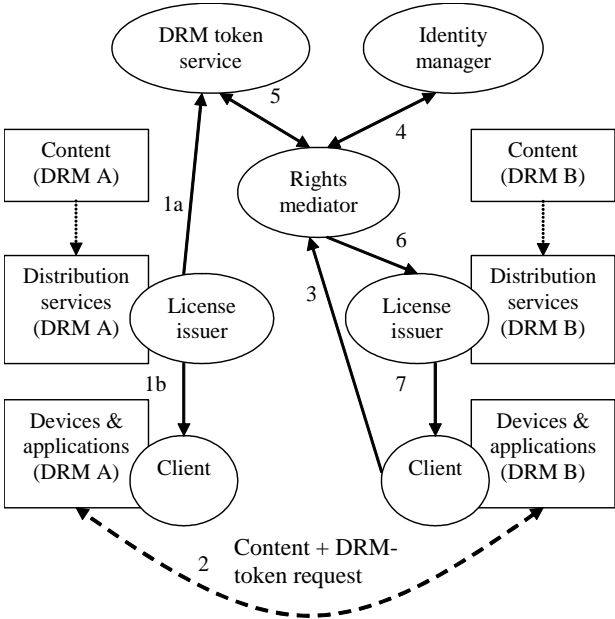 DRM token
service
Identity
manager
5
4
Content
(DRM A)
Content
(DRM B)
1a
Rights
mediator
6
3
Distribution
services
(DRM A)
License
issuer
License
issuer
Distribution
services
(DRM B)
1b
7
Devices &
applications
(DRM A)
Client
Client
Devices &
applications
(DRM B)
2
Content + DRM-
token request